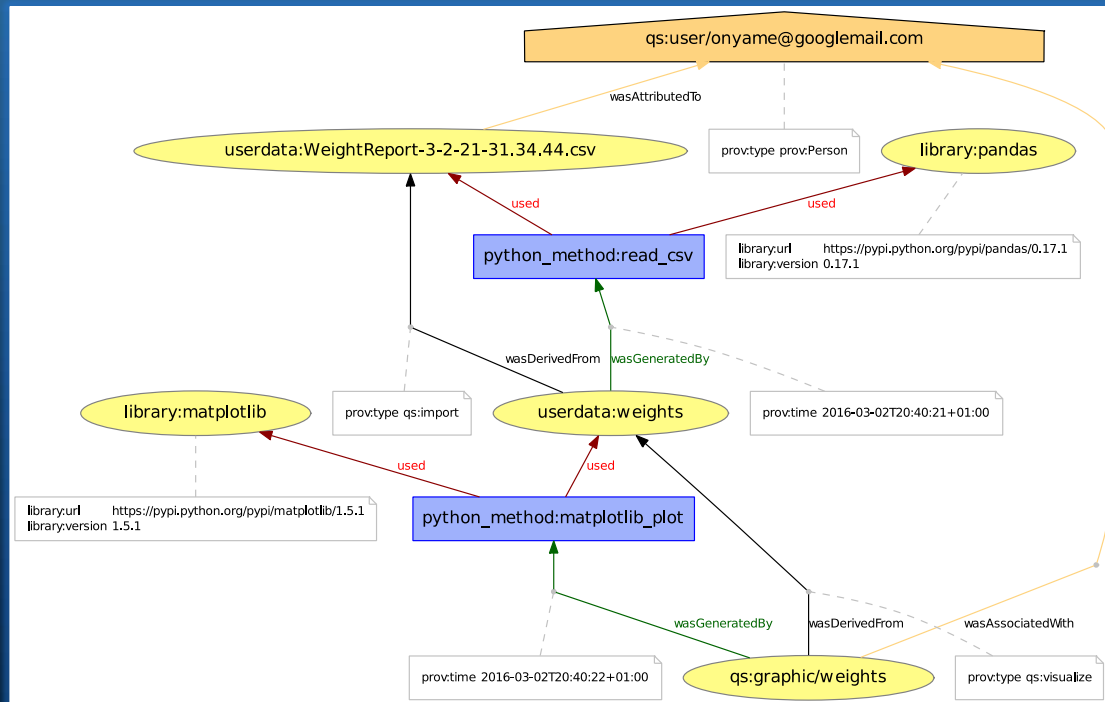 qs:user/onyame@googlemail.com
wasAttributedTo
userdata:WeightReport-3-2-21-31.34.44.csv
prov:type prov:Person
library:pandas
used
used
python_method:read_csv
library:url https://pypi.python.org/pypi/pandas/0.17.1
library:version 0.17.1
wasDerivedFrom
wasGeneratedBy
library:matplotlib
prov:type qs:import
userdata:weights
prov:time 2016-03-02T20:40:21+01:00
used
used
library:url https://pypi.python.org/pypi/matplotlib/1.5.1
library:version 1.5.1
python_method:matplotlib_plot
wasGeneratedBy
wasDerivedFrom
wasAssociatedWith
prov:time 2016-03-02T20:40:22+01:00
qs:graphic/weights
prov:type qs:visualize